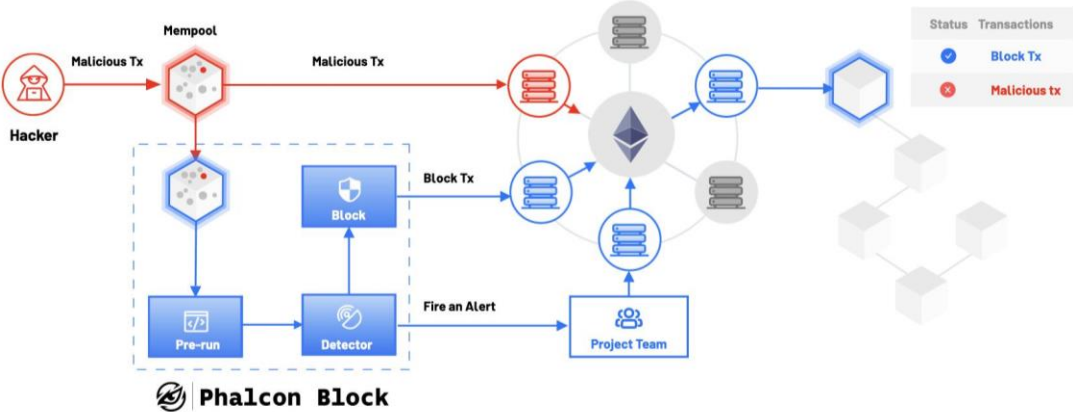 Mempool
Status Transactions
Malicious Tx
Malicious Tx
Block Tx
Malicious tx
Hacker
Block Tx
Block
Fire an Alert
Pre-run
Detector
Project Team
Phalcon Block